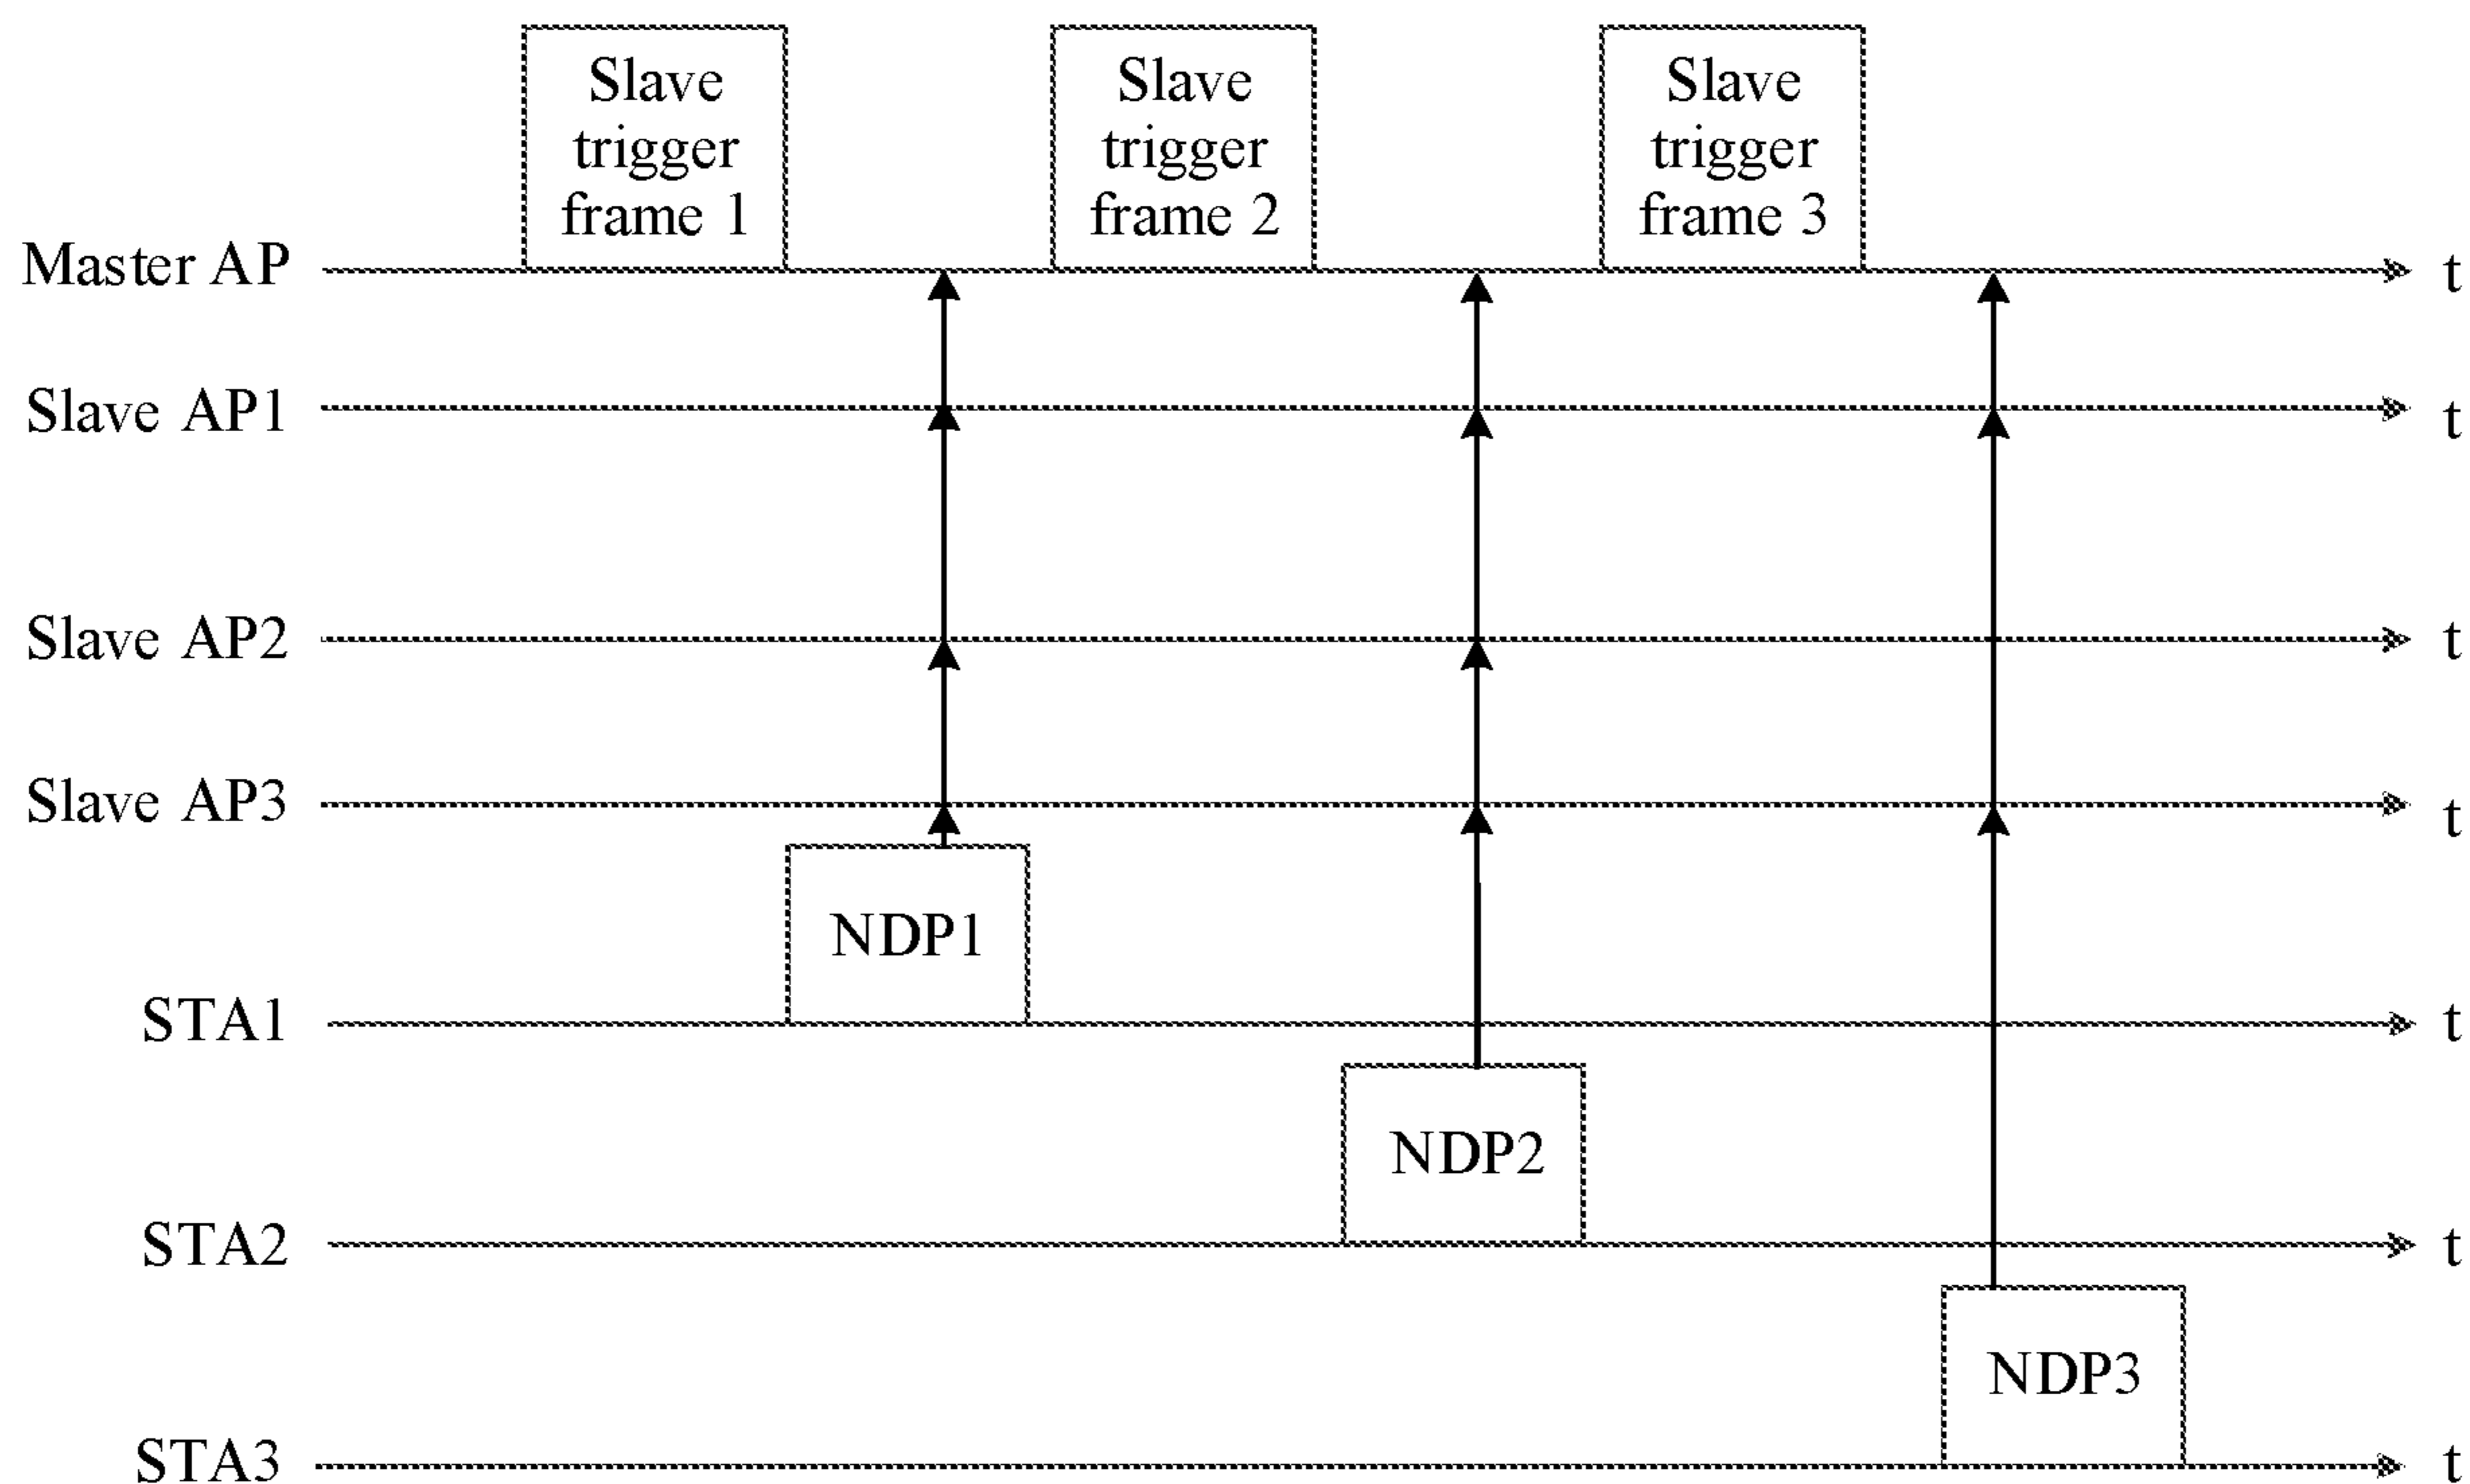 Slave
trigger
frame 1
Slave
trigger
frame 2
Slave
trigger
frame 3
Master AP
t
Slave AP1
t
Slave AP2
t
Slave AP3
t
NDP1
STA1
t
NDP2
STA2
t
NDP3
STA3
t